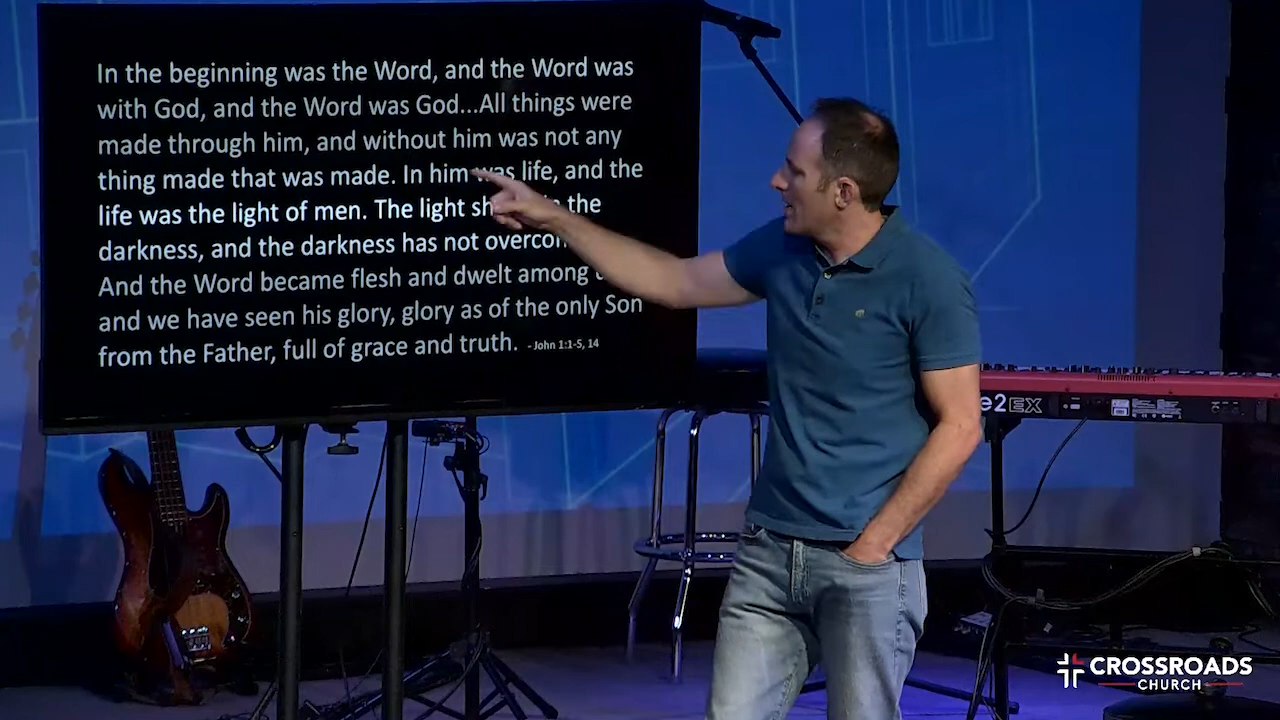 In the beginning was the Word, and the Word was
with God, and the Word was God...All things were
made through him, and without him was not any
thing made that was made. In him was life, and the
life was the light of men. The light the
darkness, and the darkness has not
And the Word became flesh and dwelt among
and we have seen his glory, glory as of the only Son
from the Father, full of grace and truth. - John 1:1-5, 14
e2EX
CROSSROADS
CHURCH